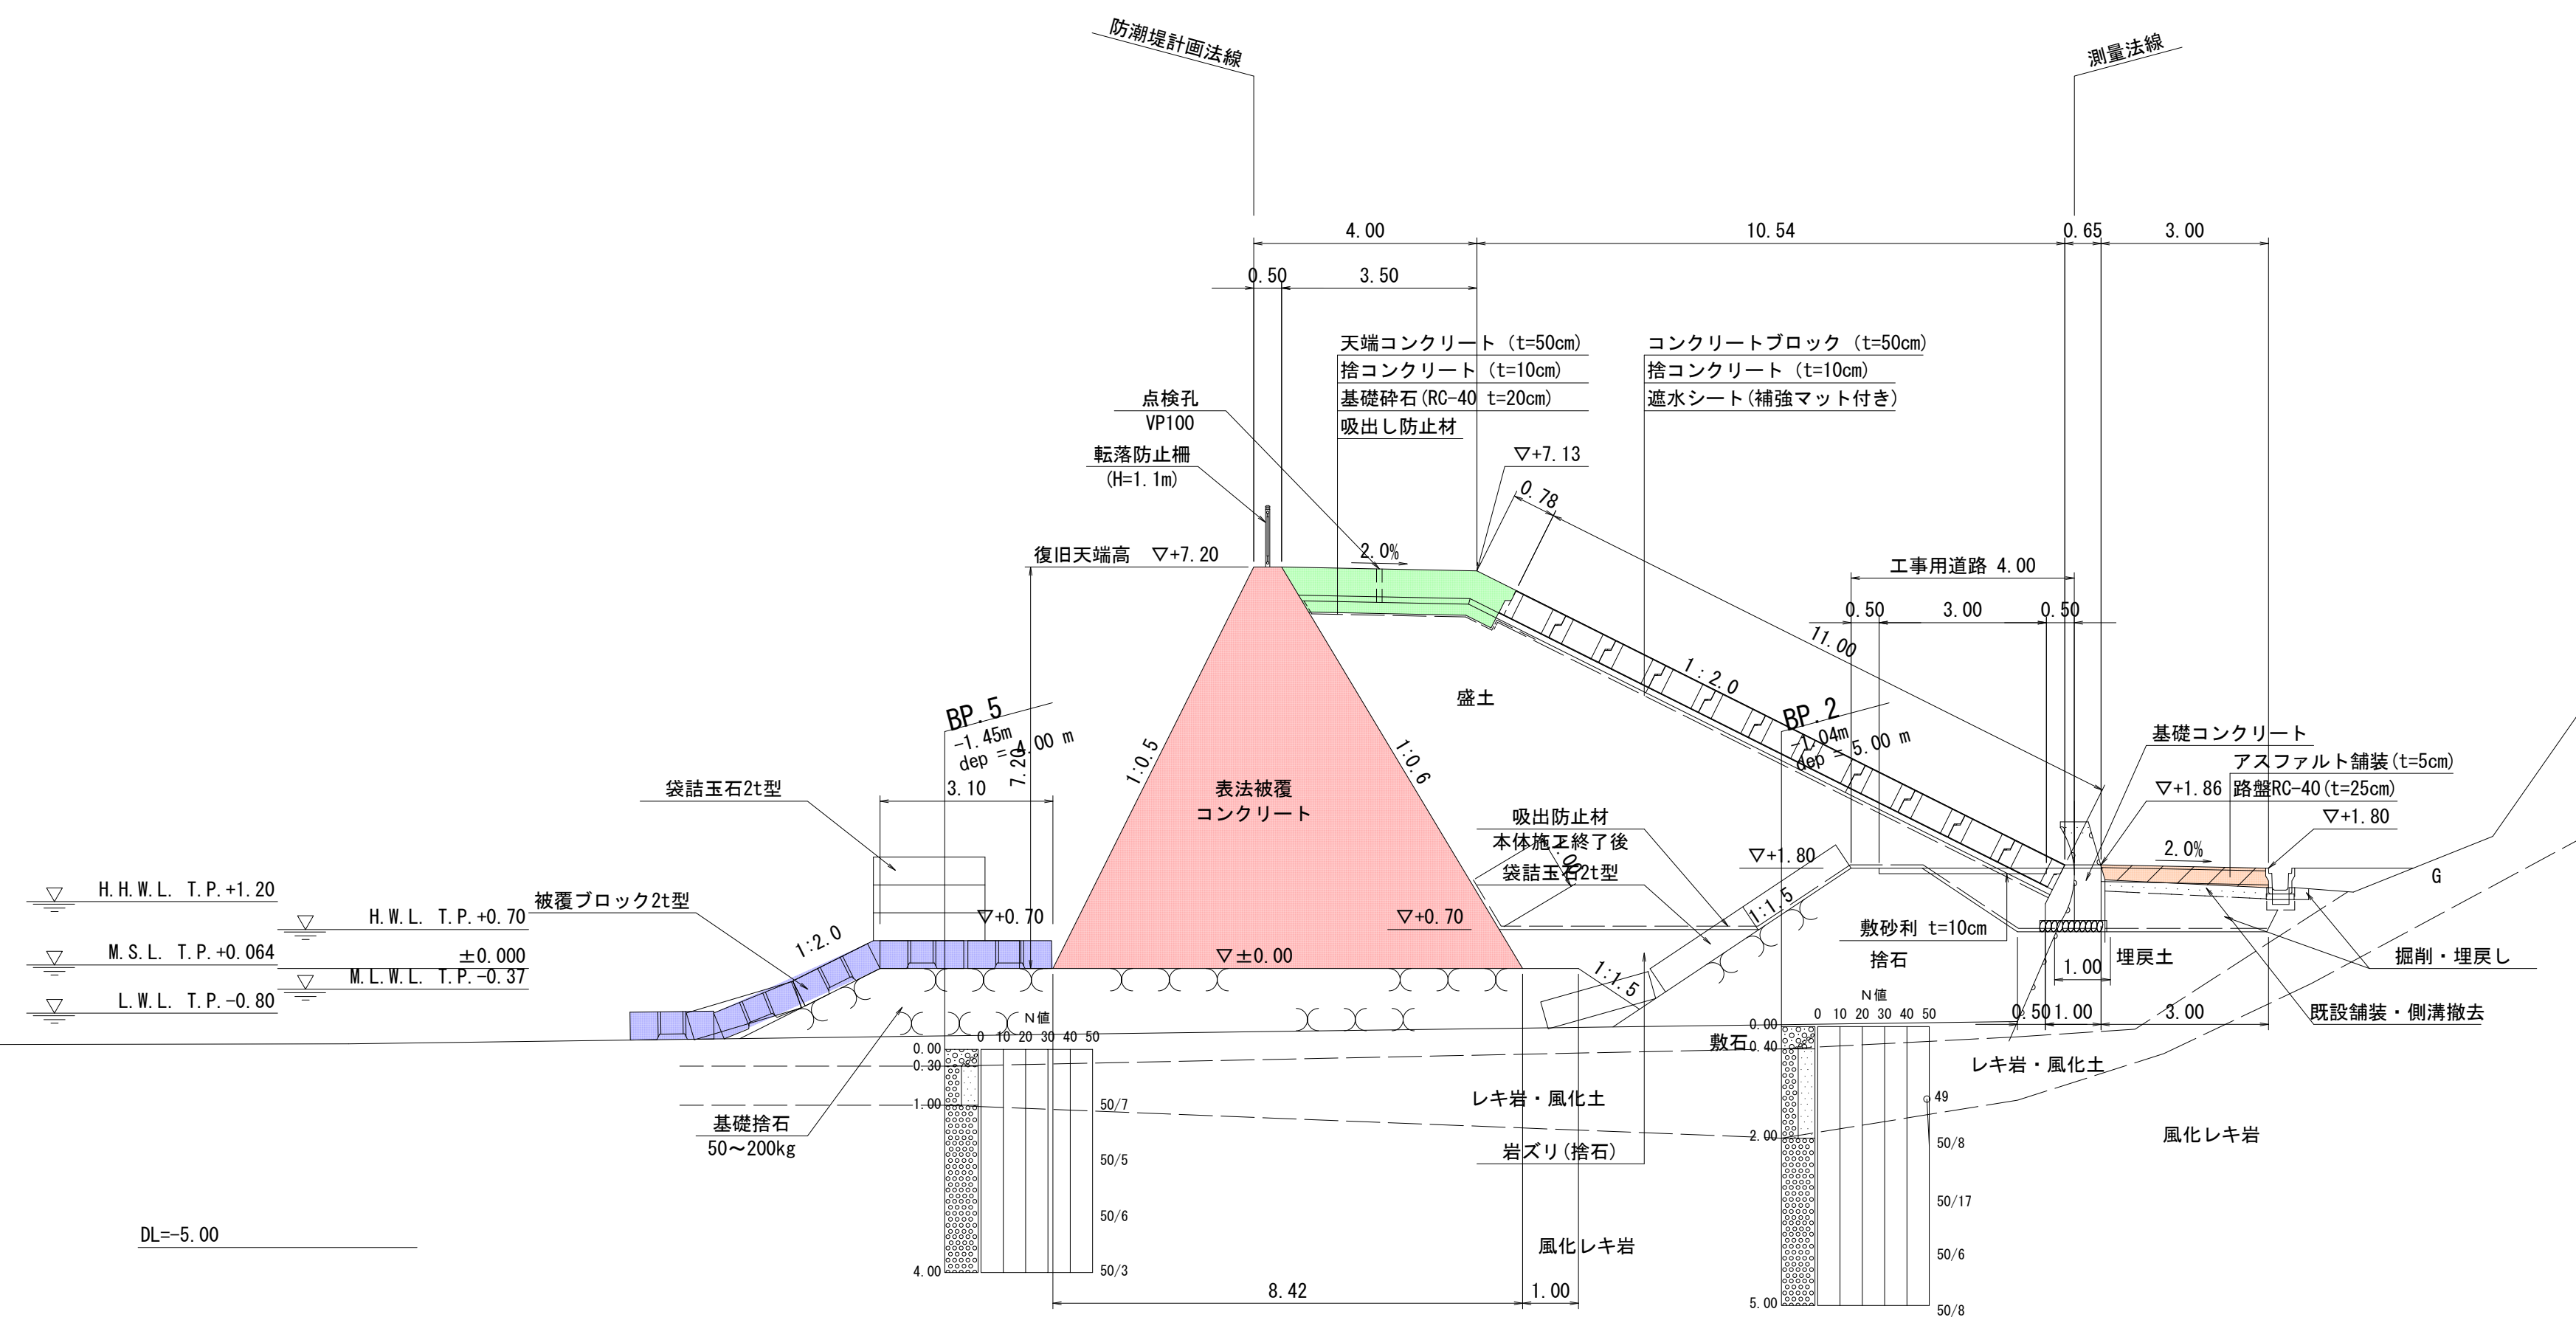 防潮堤計画法線
測量法線
4.00
10.54
0.65
3.00
0.50
3.50
天端コンクリート（t=50cm）
捨コンクリート（t=10cm）
基礎砕石(RC-40 t=20cm)
吸出し防止材
コンクリートブロック（t=50cm）
捨コンクリート（t=10cm）
遮水シート(補強マット付き)
点検孔
VP100
転落防止柵
(H=1.1m)
▽+7.13
0.78
復旧天端高 ▽+7.20
2.0%
工事用道路 4.00
0.50
3.00
0.50
11.00
1:2.0
盛土
BP.5
-1.45m
dep = 4.00 m
7.20
BP.2
-1.04m
dep = 5.00 m
1:0.5
1:0.6
表法被覆
コンクリート
基礎コンクリート
アスファルト舗装(t=5cm)
▽+1.86
路盤RC-40(t=25cm)
▽+1.80
2.0%
袋詰玉石2t型
3.10
吸出防止材
本体施工終了後
袋詰玉石2t型
1.00
▽+1.80
G
H.H.W.L. T.P.+1.20
H.W.L. T.P.+0.70
M.S.L. T.P.+0.064
±0.000
M.L.W.L. T.P.-0.37
L.W.L. T.P.-0.80
被覆ブロック2t型
1:2.0
▽+0.70
▽+0.70
▽±0.00
1:1.5
1:1.5
敷砂利 t=10cm
捨石
埋戻土
1.00
掘削・埋戻し
0.50
1.00
3.00
既設舗装・側溝撤去
N値
0 10 20 30 40 50
0.00
0.30
1.00
4.00
50/7
50/5
50/6
50/3
N値
0 10 20 30 40 50
0.00
0.40
2.00
5.00
49
50/8
50/17
50/6
50/8
敷石
レキ岩・風化土
レキ岩・風化土
基礎捨石
50～200kg
岩ズリ(捨石)
風化レキ岩
風化レキ岩
DL=-5.00
8.42
1.00